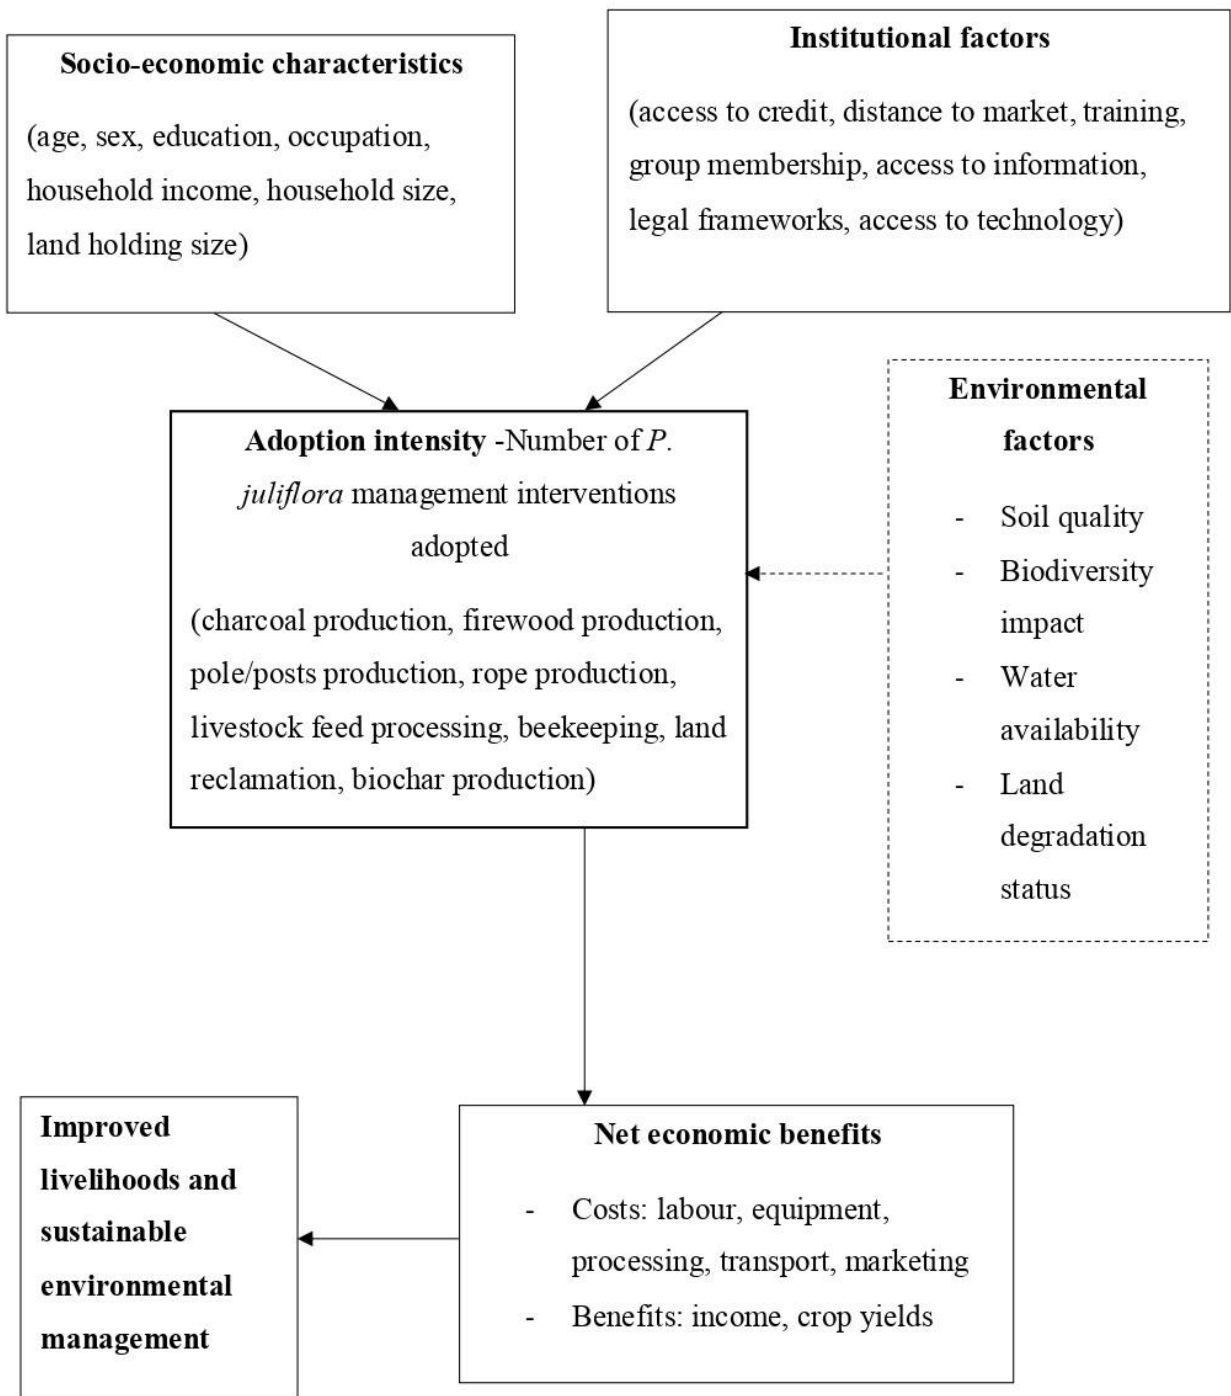 Socio-economic characteristics
(age, sex, education, occupation,
household income, household size,
land holding size)
Institutional factors
(access to credit, distance to market, training,
group membership, access to information,
legal frameworks, access to technology)
Environmental
factors
- Soil quality
- Biodiversity
impact
- Water
availability
- Land
degradation
status
Adoption intensity -Number of P.
juliflora management interventions
adopted
(charcoal production, firewood production,
pole/posts production, rope production,
livestock feed processing, beekeeping, land
reclamation, biochar production)
Net economic benefits
- Costs: labour, equipment,
processing, transport, marketing
- Benefits: income, crop yields
Improved
livelihoods and
sustainable
environmental
management